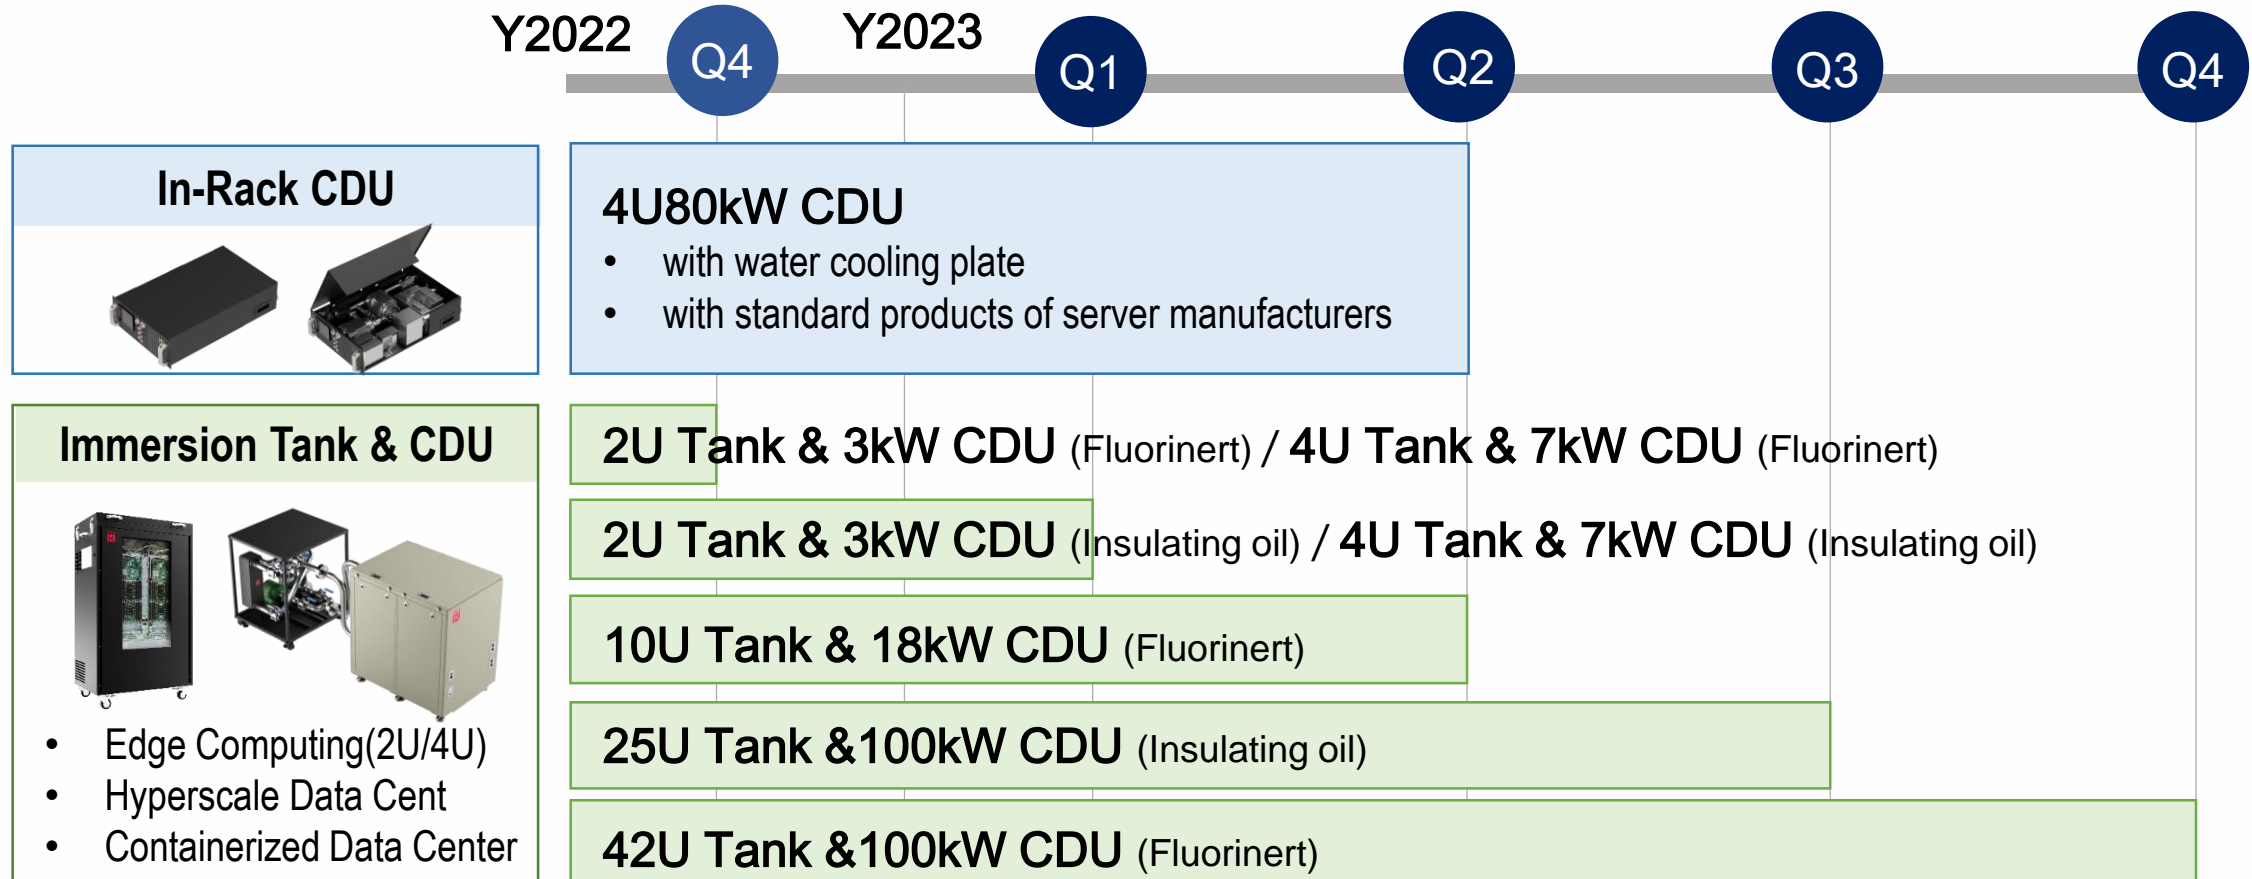 Y2022 Q4 Y2023 Q1 Q2 Q3 Q4
In-Rack CDU
4U80kW CDU
• with water cooling plate
• with standard products of server manufacturers
Immersion Tank & CDU
• Edge Computing(2U/4U)
• Hyperscale Data Cent
• Containerized Data Center
2U Tank & 3kW CDU (Fluorinert) / 4U Tank & 7kW CDU (Fluorinert)
2U Tank & 3kW CDU (Insulating oil) / 4U Tank & 7kW CDU (Insulating oil)
10U Tank & 18kW CDU (Fluorinert)
25U Tank &100kW CDU (Insulating oil)
42U Tank &100kW CDU (Fluorinert)